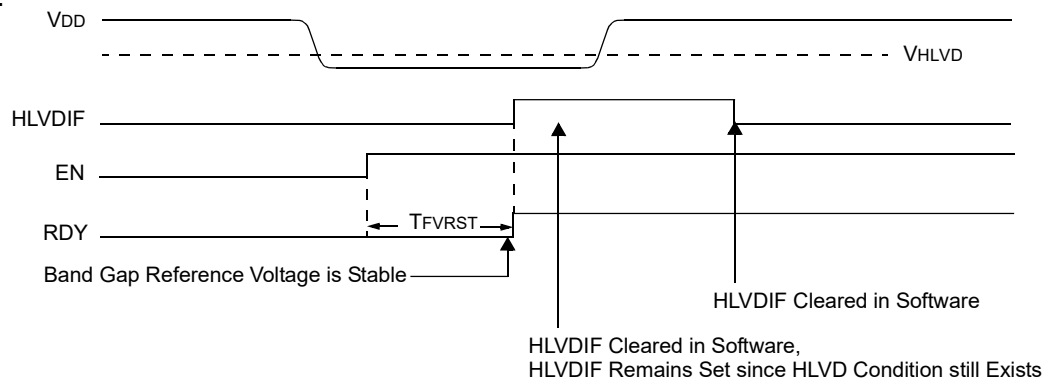 VDD
VHLVD
HLVDIF
EN
TFVRST
RDY
Band Gap Reference Voltage is Stable
HLVDIF Cleared in Software
HLVDIF Cleared in Software,
HLVDIF Remains Set since HLVD Condition still Exists